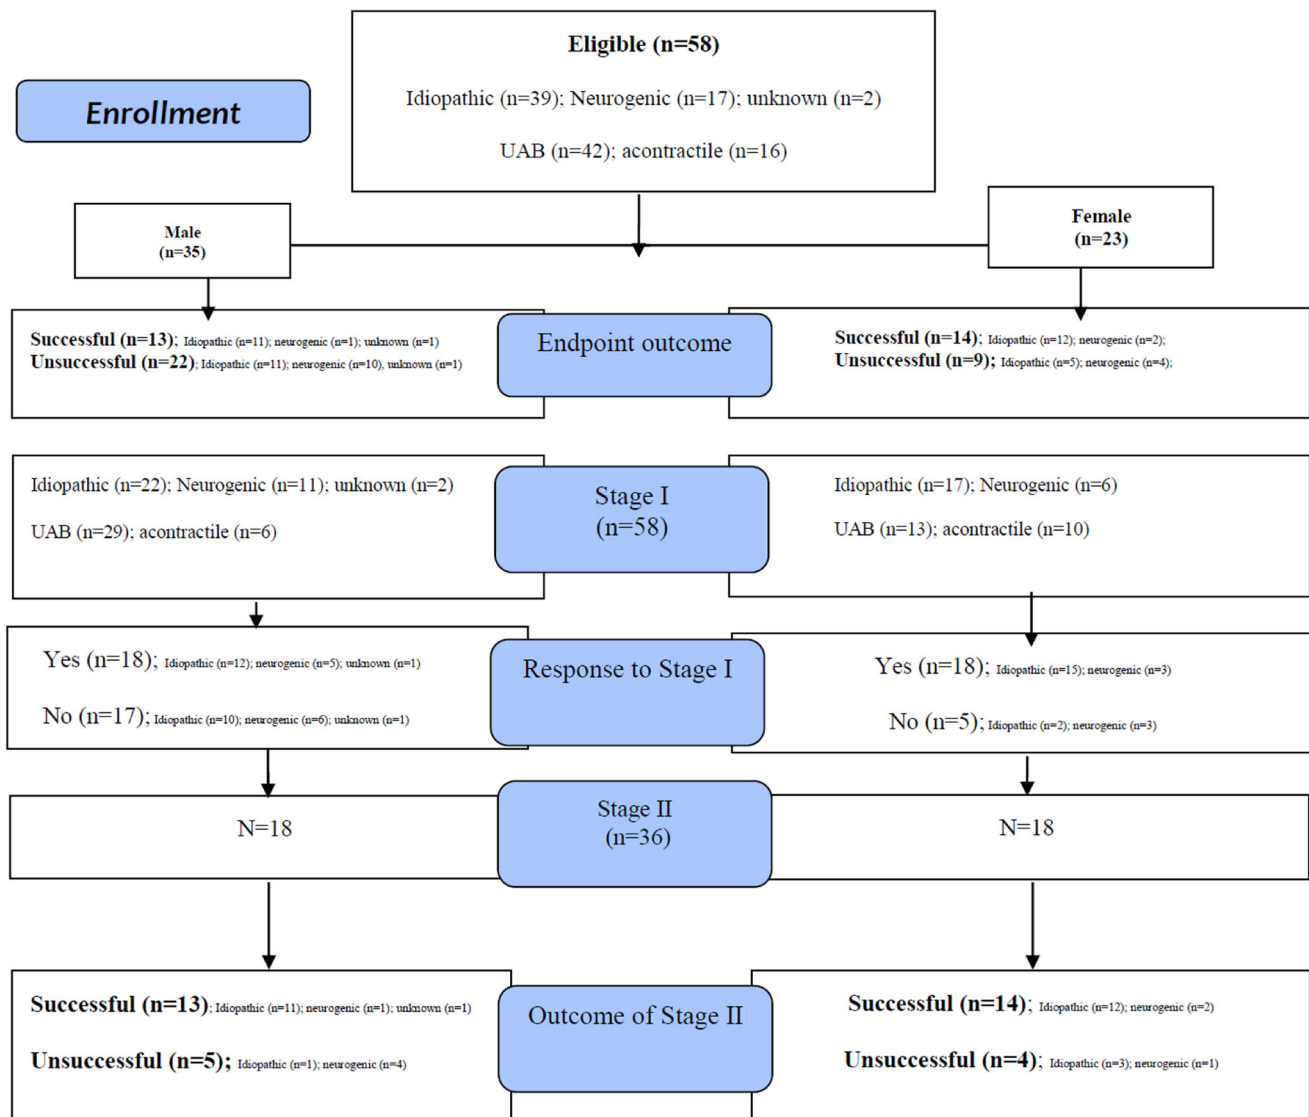 Eligible (n=58)
Enrollment
Idiopathic (n=39); Neurogenic (n=17); unknown (n=2)
UAB (n=42); acontractile (n=16)
Male
(n=35)
Female
(n=23)
Successful (n=13); Idiopathic (n=11); neurogenic (n=1); unknown (n=1)
Unsuccessful (n=22); Idiopathic (n=11); neurogenic (n=10), unknown (n=1)
Endpoint outcome
Successful (n=14); Idiopathic (n=12); neurogenic (n=2);
Unsuccessful (n=9); Idiopathic (n=5); neurogenic (n=4);
Idiopathic (n=22); Neurogenic (n=11); unknown (n=2)
UAB (n=29); acontractile (n=6)
Stage I
(n=58)
Idiopathic (n=17); Neurogenic (n=6)
UAB (n=13); acontractile (n=10)
Yes (n=18); Idiopathic (n=12); neurogenic (n=5); unknown (n=1)
No (n=17); Idiopathic (n=10); neurogenic (n=6); unknown (n=1)
Response to Stage I
Yes (n=18); Idiopathic (n=15); neurogenic (n=3)
No (n=5); Idiopathic (n=2); neurogenic (n=3)
N=18
Stage II
(n=36)
N=18
Successful (n=13); Idiopathic (n=11); neurogenic (n=1); unknown (n=1)
Unsuccessful (n=5); Idiopathic (n=1); neurogenic (n=4)
Outcome of Stage II
Successful (n=14); Idiopathic (n=12); neurogenic (n=2)
Unsuccessful (n=4); Idiopathic (n=3); neurogenic (n=1)